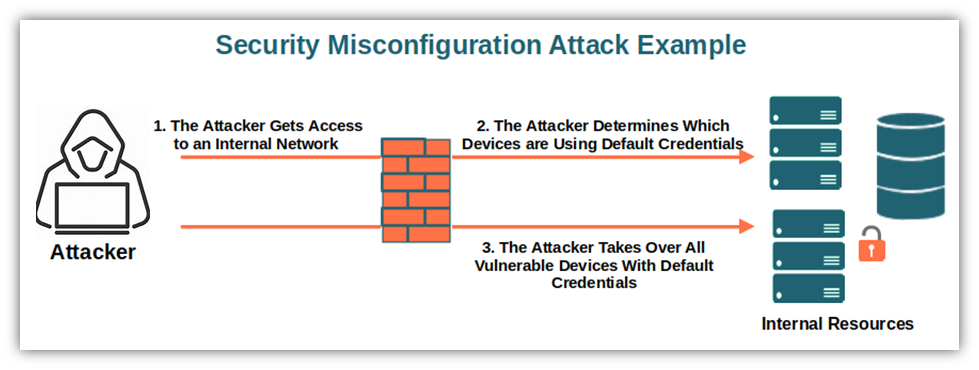 Security Misconfiguration Attack Example
1. The Attacker Gets Access
to an Internal Network
2. The Attacker Determines Which
Devices are Using Default Credentials
Attacker
3. The Attacker Takes Over All
Vulnerable Devices With Default
Credentials
Internal Resources